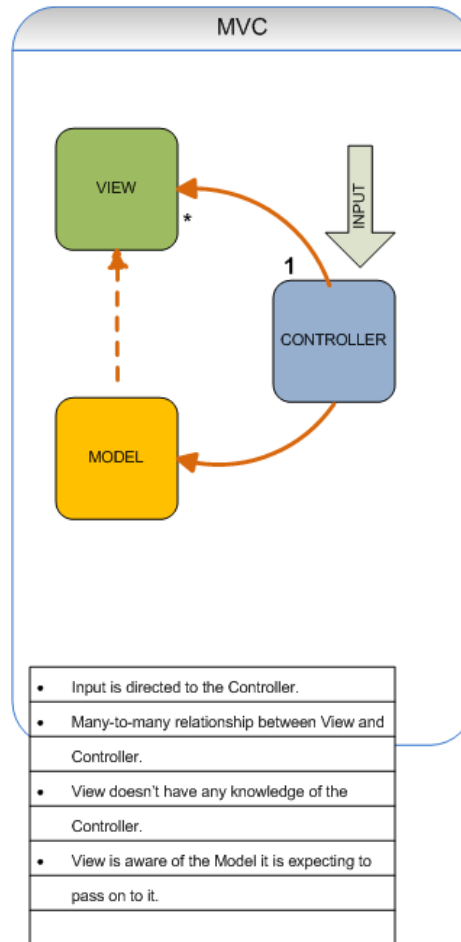 MVC
VIEW
*
INPUT
1
CONTROLLER
MODEL
• Input is directed to the Controller.
• Many-to-many relationship between View and
Controller.
• View doesn't have any knowledge of the
Controller.
• View is aware of the Model it is expecting to
pass on to it.